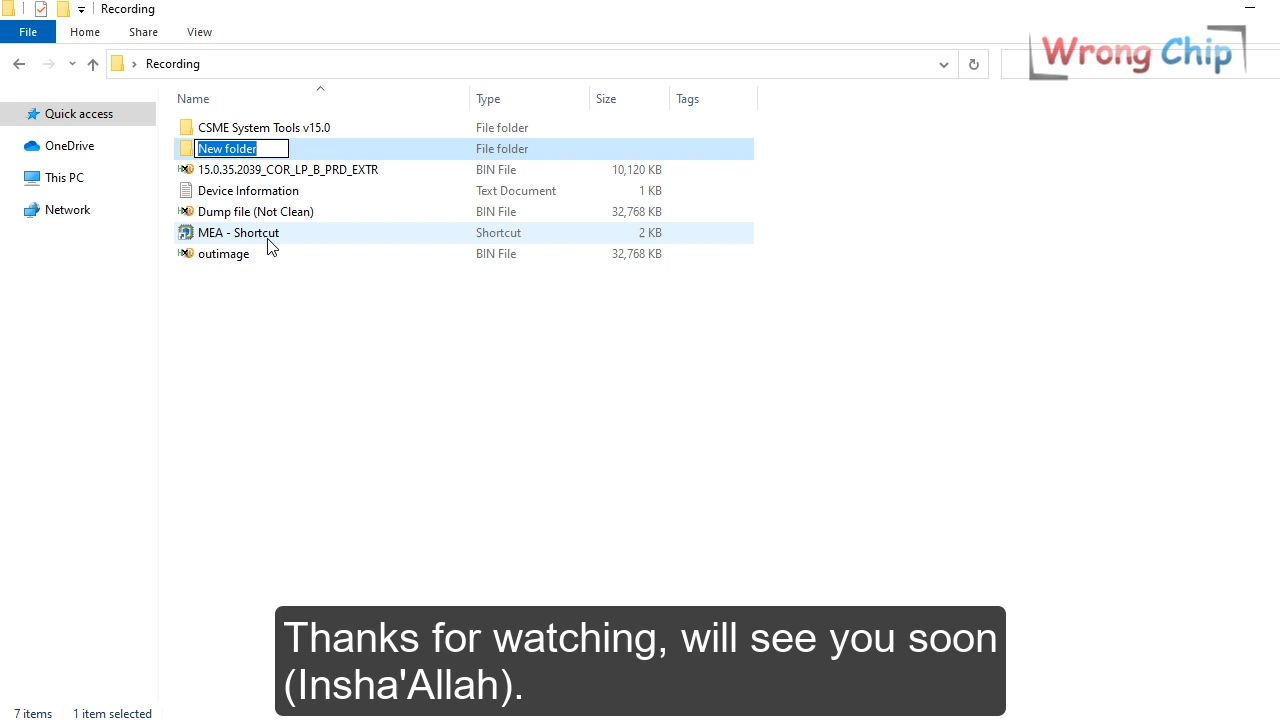 Recording
File Home Share View
Recording
Wrong Chip
Name Type Size Tags
Quick access
OneDrive
This PC
Network
CSME System Tools v15.0 File folder
New folder File folder
15.0.35.2039_COR_LP_B_PRD_EXTR BIN File 10,120 KB
Device Information Text Document 1 KB
Dump file (Not Clean) BIN File 32,768 KB
MEA - Shortcut Shortcut 2 KB
outimage BIN File 32,768 KB
Thanks for watching, will see you soon
(Insha'Allah).
7 items 1 item selected